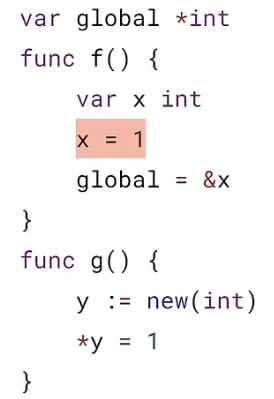 var global *int
func f() {
    var x int
    x = 1
    global = &x
}
func g() {
    y := new(int)
    *y = 1
}